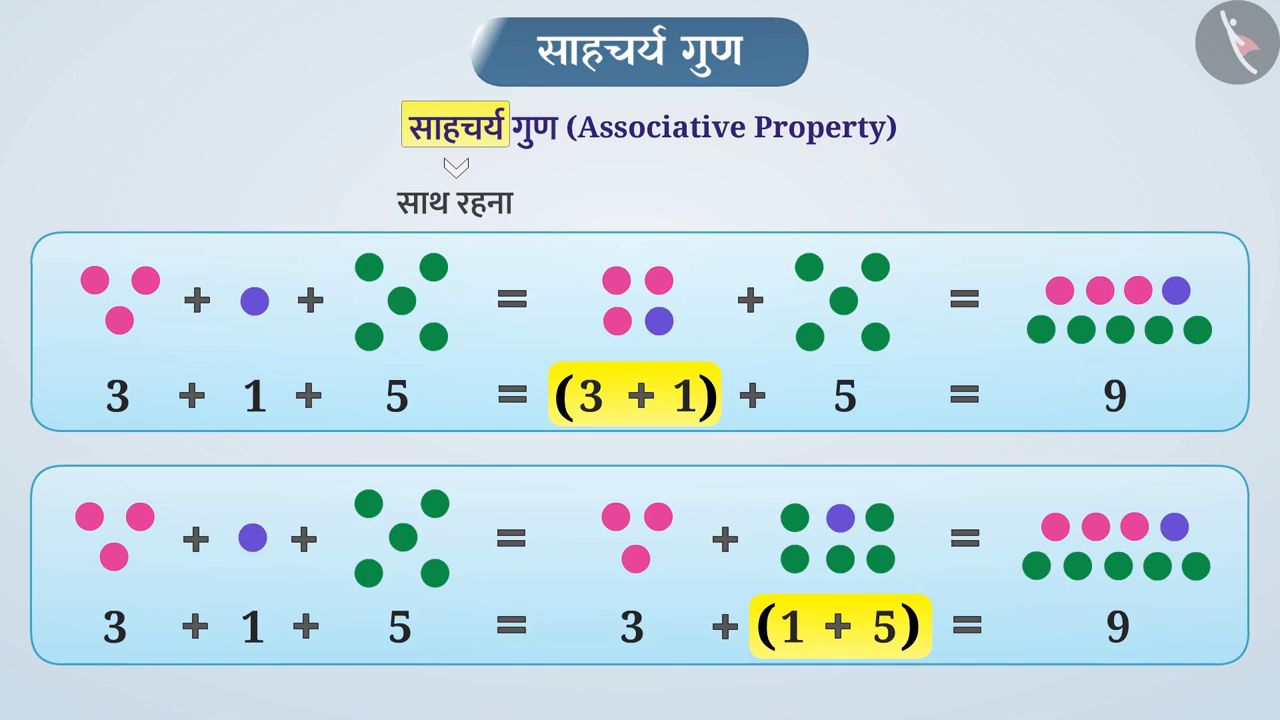 साहचर्य गुण
साहचर्य गुण (Associative Property)
साथ रहना
+ + = + =
3 + 1 + 5 = (3 + 1) + 5 = 9
+ + = + =
3 + 1 + 5 = 3 + (1 + 5) = 9